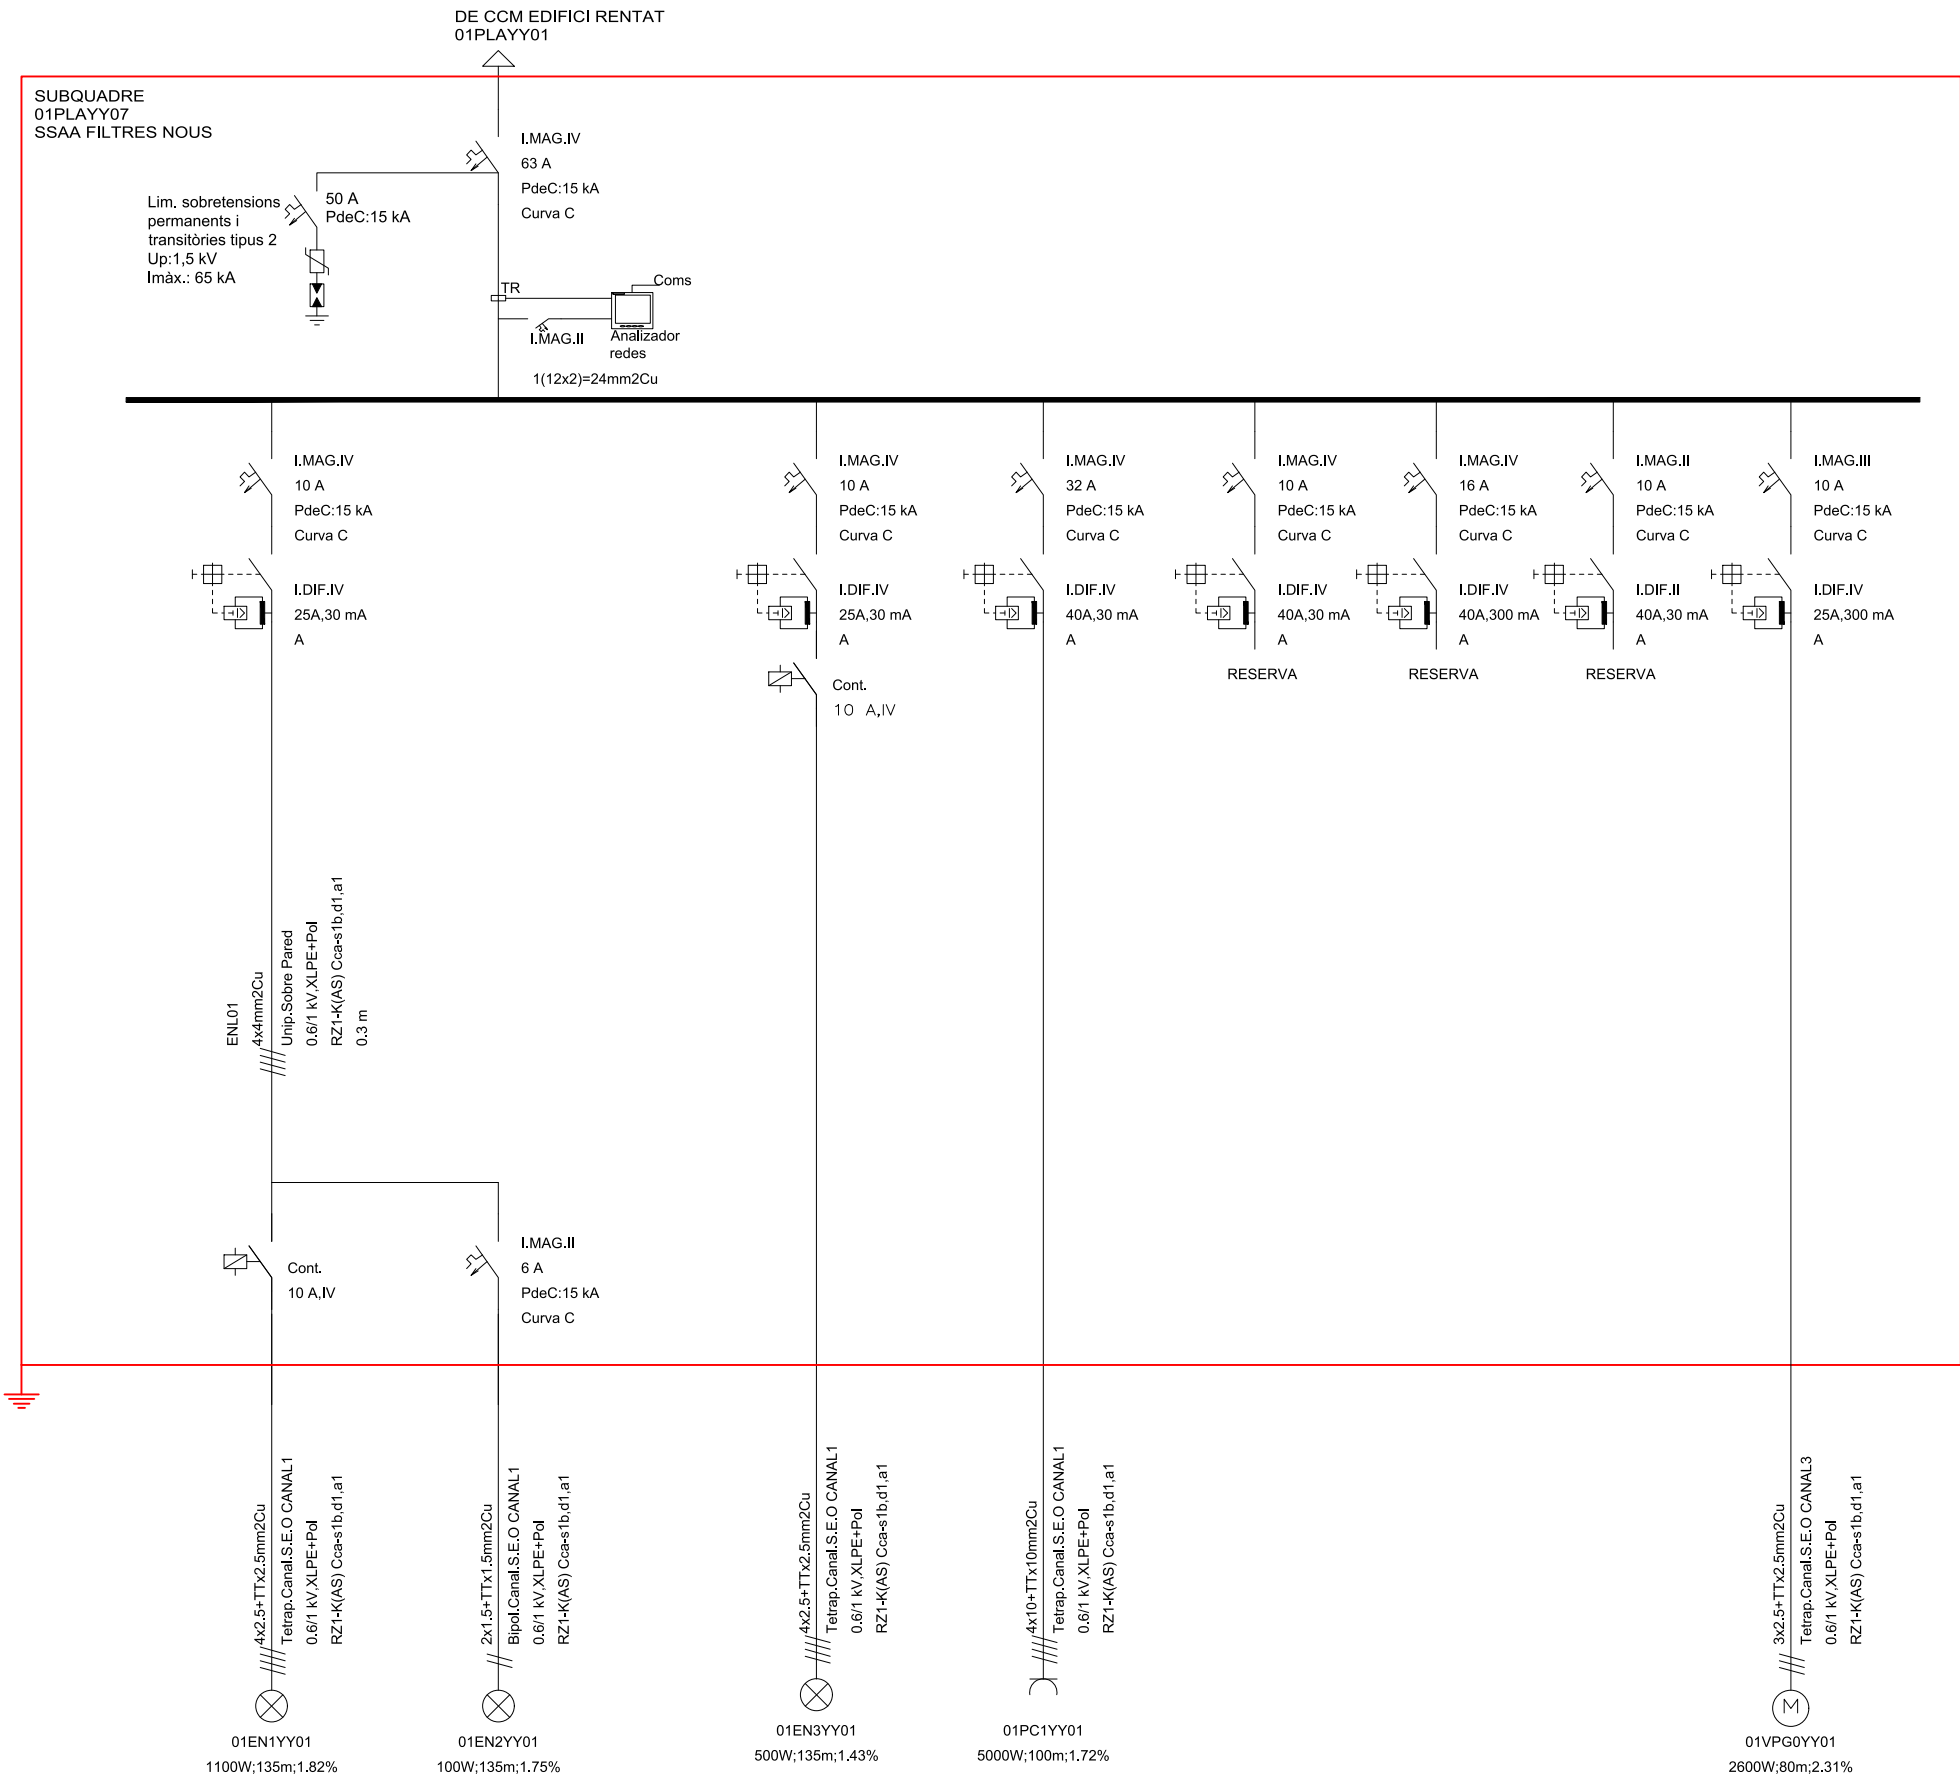 DE CCM EDIFICI RENTAT
01PLAYY01
SUBQUADRE
01PLAYY07
SSAA FILTRES NOUS
I.MAG.IV
63 A
PdeC:15 kA
Curva C
50 A
PdeC:15 kA
Lim. sobretensions
permanents i
transitòries tipus 2
Up:1,5 kV
Imàx.: 65 kA
TR
Coms
I.MAG.II
Analizador
redes
1(12x2)=24mm2Cu
I.MAG.IV
10 A
PdeC:15 kA
Curva C
I.DIF.IV
25A,30 mA
A
I.MAG.IV
10 A
PdeC:15 kA
Curva C
I.DIF.IV
25A,30 mA
A
Cont.
10 A,IV
I.MAG.IV
32 A
PdeC:15 kA
Curva C
I.DIF.IV
40A,30 mA
A
I.MAG.IV
10 A
PdeC:15 kA
Curva C
I.DIF.IV
40A,30 mA
A
RESERVA
I.MAG.IV
16 A
PdeC:15 kA
Curva C
I.DIF.IV
40A,300 mA
A
RESERVA
I.MAG.II
10 A
PdeC:15 kA
Curva C
I.DIF.II
40A,30 mA
A
RESERVA
I.MAG.III
10 A
PdeC:15 kA
Curva C
I.DIF.IV
25A,300 mA
A
ENL01
4x4mm2Cu
Unip.Sobre Pared
0.6/1 kV,XLPE+Pol
RZ1-K(AS) Cca-s1b,d1,a1
0.3 m
Cont.
10 A,IV
I.MAG.II
6 A
PdeC:15 kA
Curva C
4x2.5+TTx2.5mm2Cu
Tetrap.Canal.S.E.O CANAL1
0.6/1 kV,XLPE+Pol
RZ1-K(AS) Cca-s1b,d1,a1
2x1.5+TTx1.5mm2Cu
Bipol.Canal.S.E.O CANAL1
0.6/1 kV,XLPE+Pol
RZ1-K(AS) Cca-s1b,d1,a1
4x2.5+TTx2.5mm2Cu
Tetrap.Canal.S.E.O CANAL1
0.6/1 kV,XLPE+Pol
RZ1-K(AS) Cca-s1b,d1,a1
4x10+TTx10mm2Cu
Tetrap.Canal.S.E.O CANAL1
0.6/1 kV,XLPE+Pol
RZ1-K(AS) Cca-s1b,d1,a1
3x2.5+TTx2.5mm2Cu
Tetrap.Canal.S.E.O CANAL3
0.6/1 kV,XLPE+Pol
RZ1-K(AS) Cca-s1b,d1,a1
M
01EN1YY01
1100W;135m;1.82%
01EN2YY01
100W;135m;1.75%
01EN3YY01
500W;135m;1.43%
01PC1YY01
5000W;100m;1.72%
01VPG0YY01
2600W;80m;2.31%